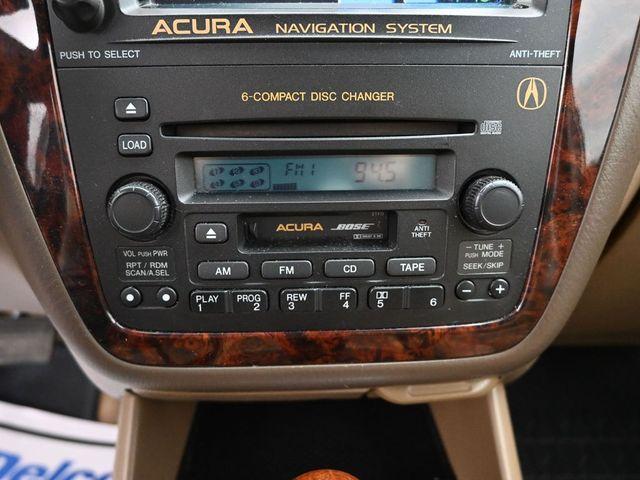 ACURA NAVIGATION SYSTEM
PUSH TO SELECT
ANTI-THEFT
6-COMPACT DISC CHANGER
LOAD
FM1 94.5
ACURA BOSE
ANTI THEFT
VOL PUSH PWR
RPT / RDM
SCAN/A.SEL
− TUNE +
PUSH MODE
SEEK/SKIP
AM FM CD TAPE
PLAY PROG REW FF
1 2 3 4 5 6
Delco